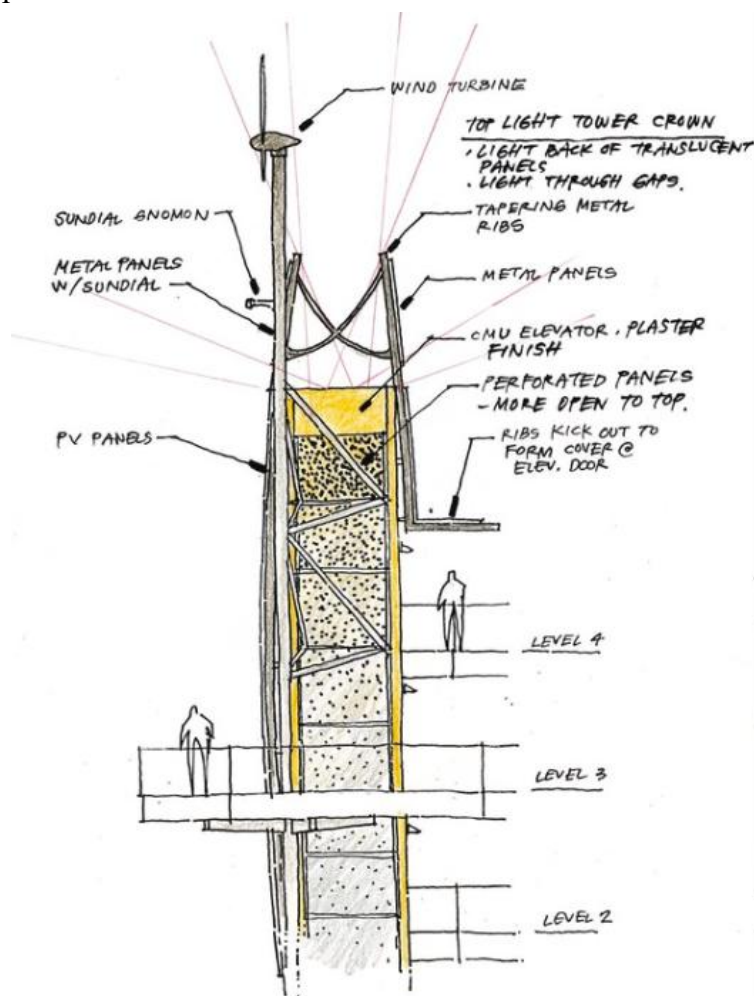 WIND TURBINE
TOP LIGHT TOWER CROWN
• LIGHT BACK OF TRANSLUCENT
PANELS
• LIGHT THROUGH GAPS.
SUNDIAL GNOMON
TAPERING METAL
RIBS
METAL PANELS
W/SUNDIAL
METAL PANELS
CMU ELEVATOR, PLASTER
FINISH
PERFORATED PANELS
- MORE OPEN TO TOP.
PV PANELS
RIBS KICK OUT TO
FORM COVER @
ELEV. DOOR
LEVEL 4
LEVEL 3
LEVEL 2